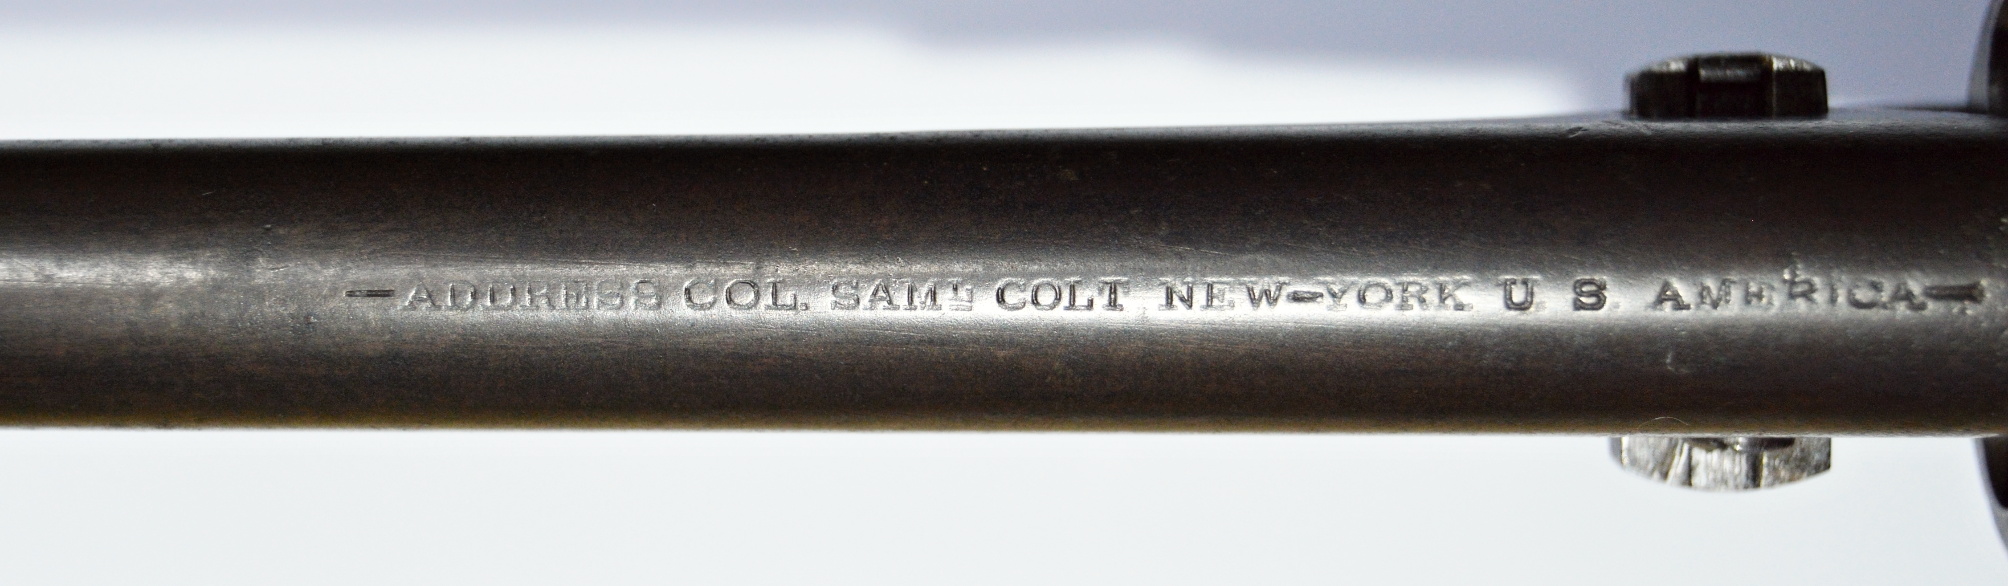 -ADDRESS COL. SAML COLT NEW-YORK U.S. AMERICA-